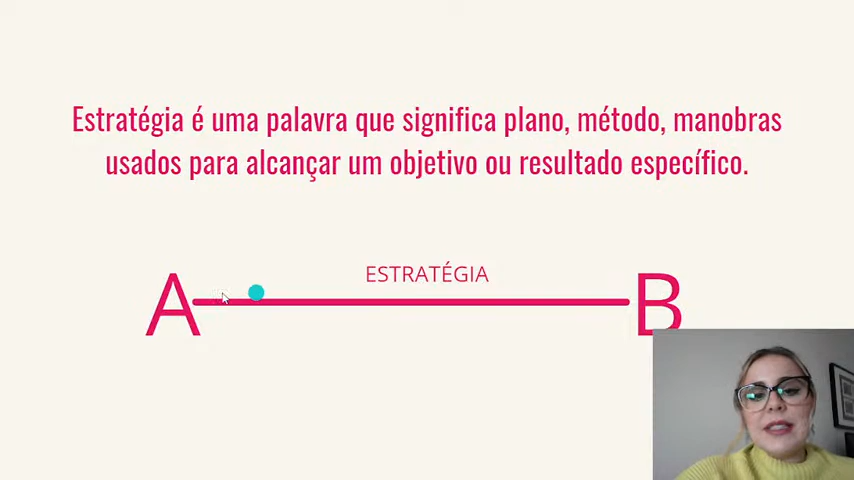 Estratégia é uma palavra que significa plano, método, manobras
usados para alcançar um objetivo ou resultado específico.
ESTRATÉGIA
A B